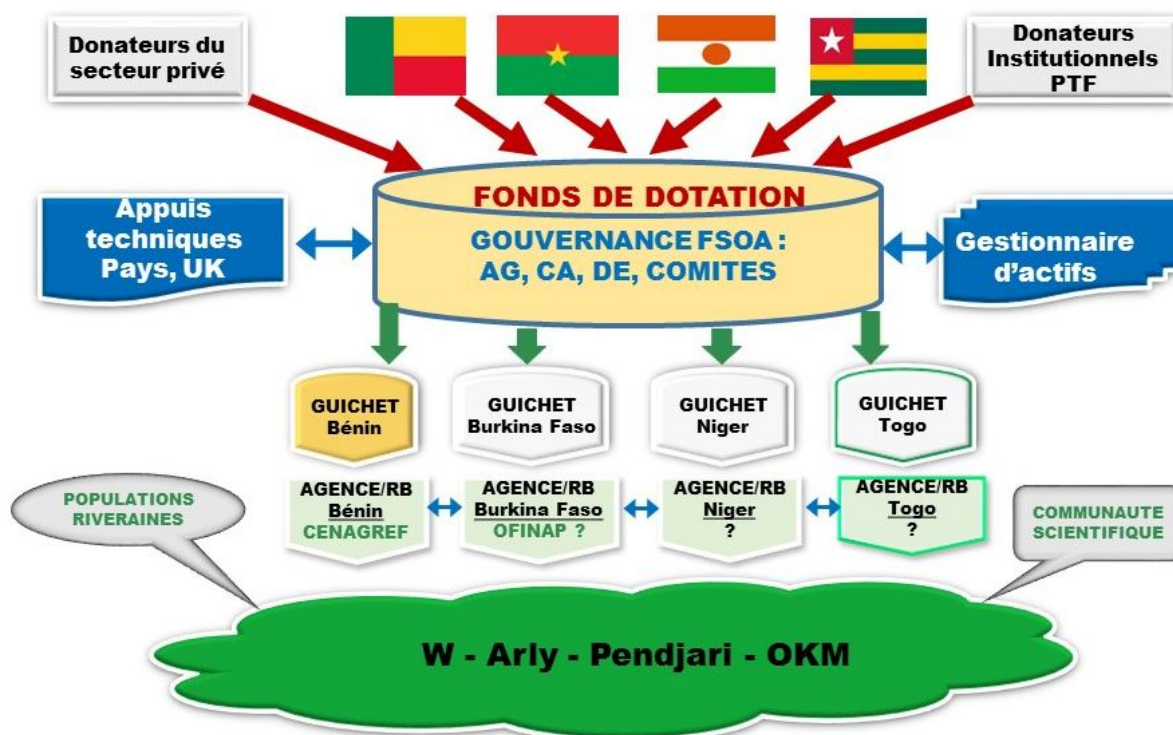 Donateurs du
secteur privé
Donateurs
Institutionnels
PTF
FONDS DE DOTATION
Appuis
techniques
Pays, UK
GOUVERNANCE FSOA :
AG, CA, DE, COMITES
Gestionnaire
d'actifs
GUICHET
Bénin
GUICHET
Burkina Faso
GUICHET
Niger
GUICHET
Togo
POPULATIONS
RIVERAINES
AGENCE/RB
Bénin
CENAGREF
AGENCE/RB
Burkina Faso
OFINAP ?
AGENCE/RB
Niger
?
AGENCE/RB
Togo
?
COMMUNAUTE
SCIENTIFIQUE
W - Arly - Pendjari - OKM